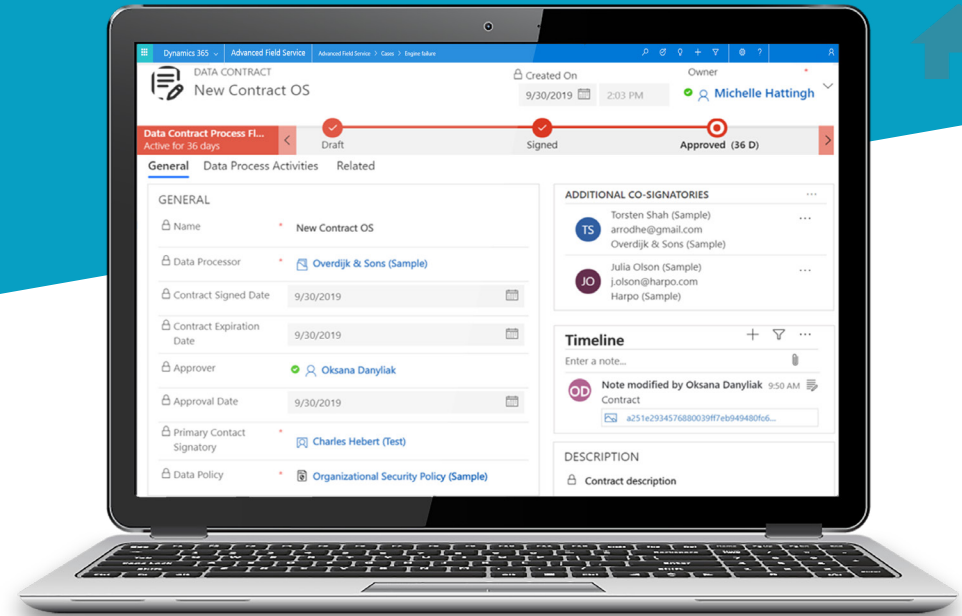 Dynamics 365
Advanced Field Service
Advanced Field Service > Cases > Engine failure
DATA CONTRACT
New Contract OS
Created On
9/30/2019
2:03 PM
Owner *
Michelle Hattingh
Data Contract Process Fl...
Active for 36 days
Draft
Signed
Approved (36 D)
General
Data Process Activities
Related
GENERAL
Name * New Contract OS
Data Processor * Overdijk & Sons (Sample)
Contract Signed Date 9/30/2019
Contract Expiration
Date 9/30/2019
Approver Oksana Danyliak
Approval Date 9/30/2019
Primary Contact *
Signatory Charles Hebert (Test)
Data Policy * Organizational Security Policy (Sample)
ADDITIONAL CO-SIGNATORIES ...
TS
Torsten Shah (Sample) ...
arrodhe@gmail.com
Overdijk & Sons (Sample)
JO
Julia Olson (Sample) ...
j.olson@harpo.com
Harpo (Sample)
Timeline ...
Enter a note...
OD
Note modified by Oksana Danyliak 9:50 AM
Contract
a251e2934576880039ff7eb949480fc6...
DESCRIPTION
Contract description